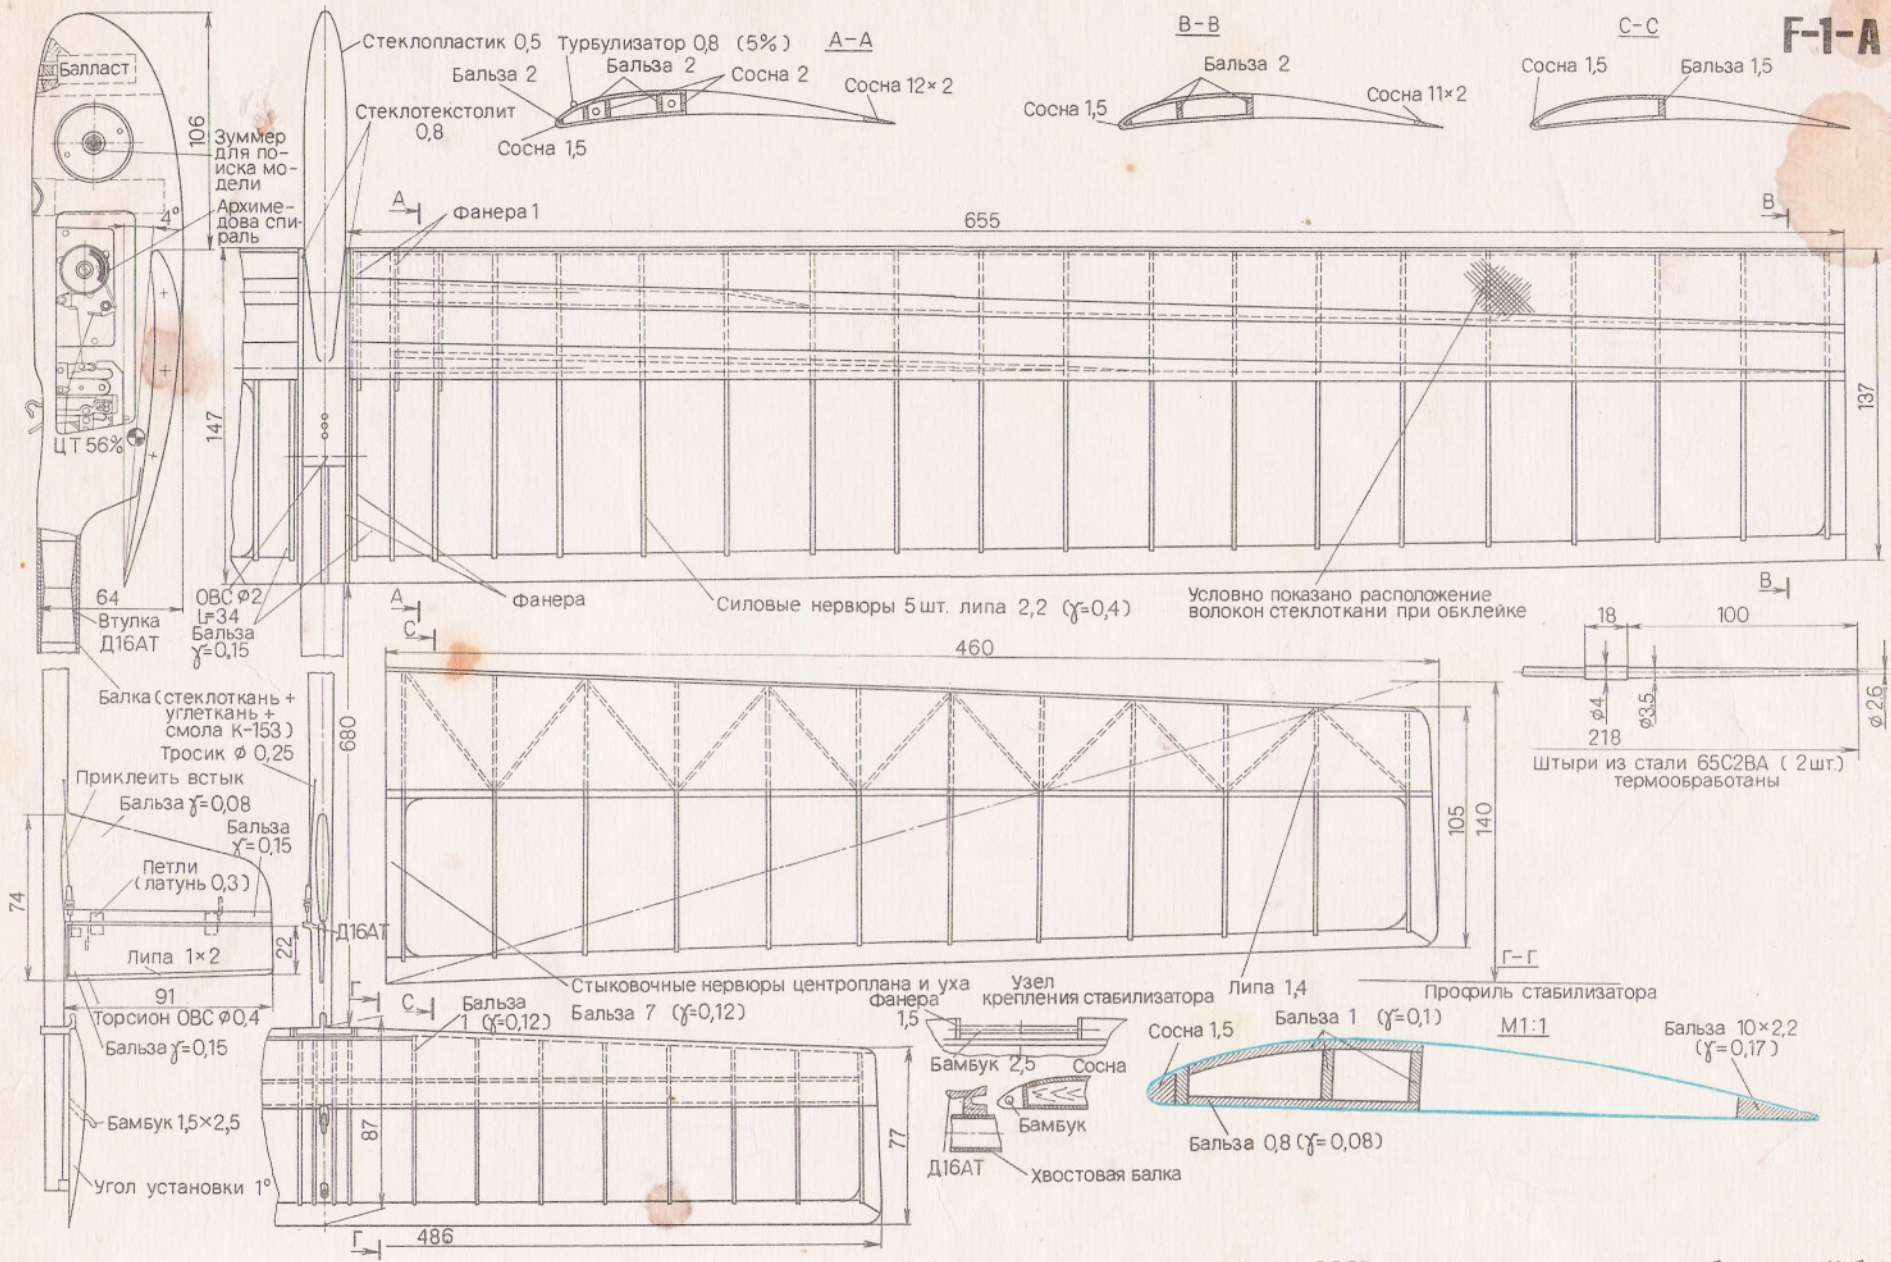 F-1-A
Стеклопластик 0,5
Турбулизатор 0,8 (5%)
А-А
В-В
С-С
Балласт
Бальза 2
Бальза 2
Сосна 2
Сосна 12×2
Сосна 1,5
Стеклотекстолит
0,8
Бальза 2
Сосна 1,5
Сосна 11×2
Сосна 1,5
Бальза 1,5
106
Зуммер
для по-
иска мо-
дели
Архиме-
дова спи-
раль
4°
А
Фанера 1
655
В
147
137
ЦТ 56%
64
Втулка
Д16АТ
ОВС φ2
L=34
Бальза
γ=0,15
А
Фанера
Силовые нервюры 5 шт. липа 2,2 (γ=0,4)
Условно показано расположение
волокон стеклоткани при обклейке
В
С
460
18
100
φ4
φ3,5
φ2,6
218
Штыри из стали 65С2ВА (2шт.)
термообработаны
Балка (стеклоткань +
углеткань +
смола К-153)
Тросик φ 0,25
680
Приклеить встык
Бальза γ=0,08
Бальза
γ=0,15
Петли
(латунь 0,3)
74
22
Д16АТ
Липа 1×2
91
Торсион ОВС φ0,4
Бальза γ=0,15
105
140
Стыковочные нервюры центроплана и уха
Бальза 7 (γ=0,12)
Г
С
Бальза
1 (γ=0,12)
Узел
крепления стабилизатора
Фанера
1,5
Липа 1,4
Г-Г
Профиль стабилизатора
М1:1
Бамбук 2,5
Сосна
Бамбук
Д16АТ
Хвостовая балка
Сосна 1,5
Бальза 1 (γ=0,1)
Бальза 10×2,2
(γ=0,17)
Бальза 0,8 (γ=0,08)
Бамбук 1,5×2,5
Угол установки 1°
87
77
Г
486